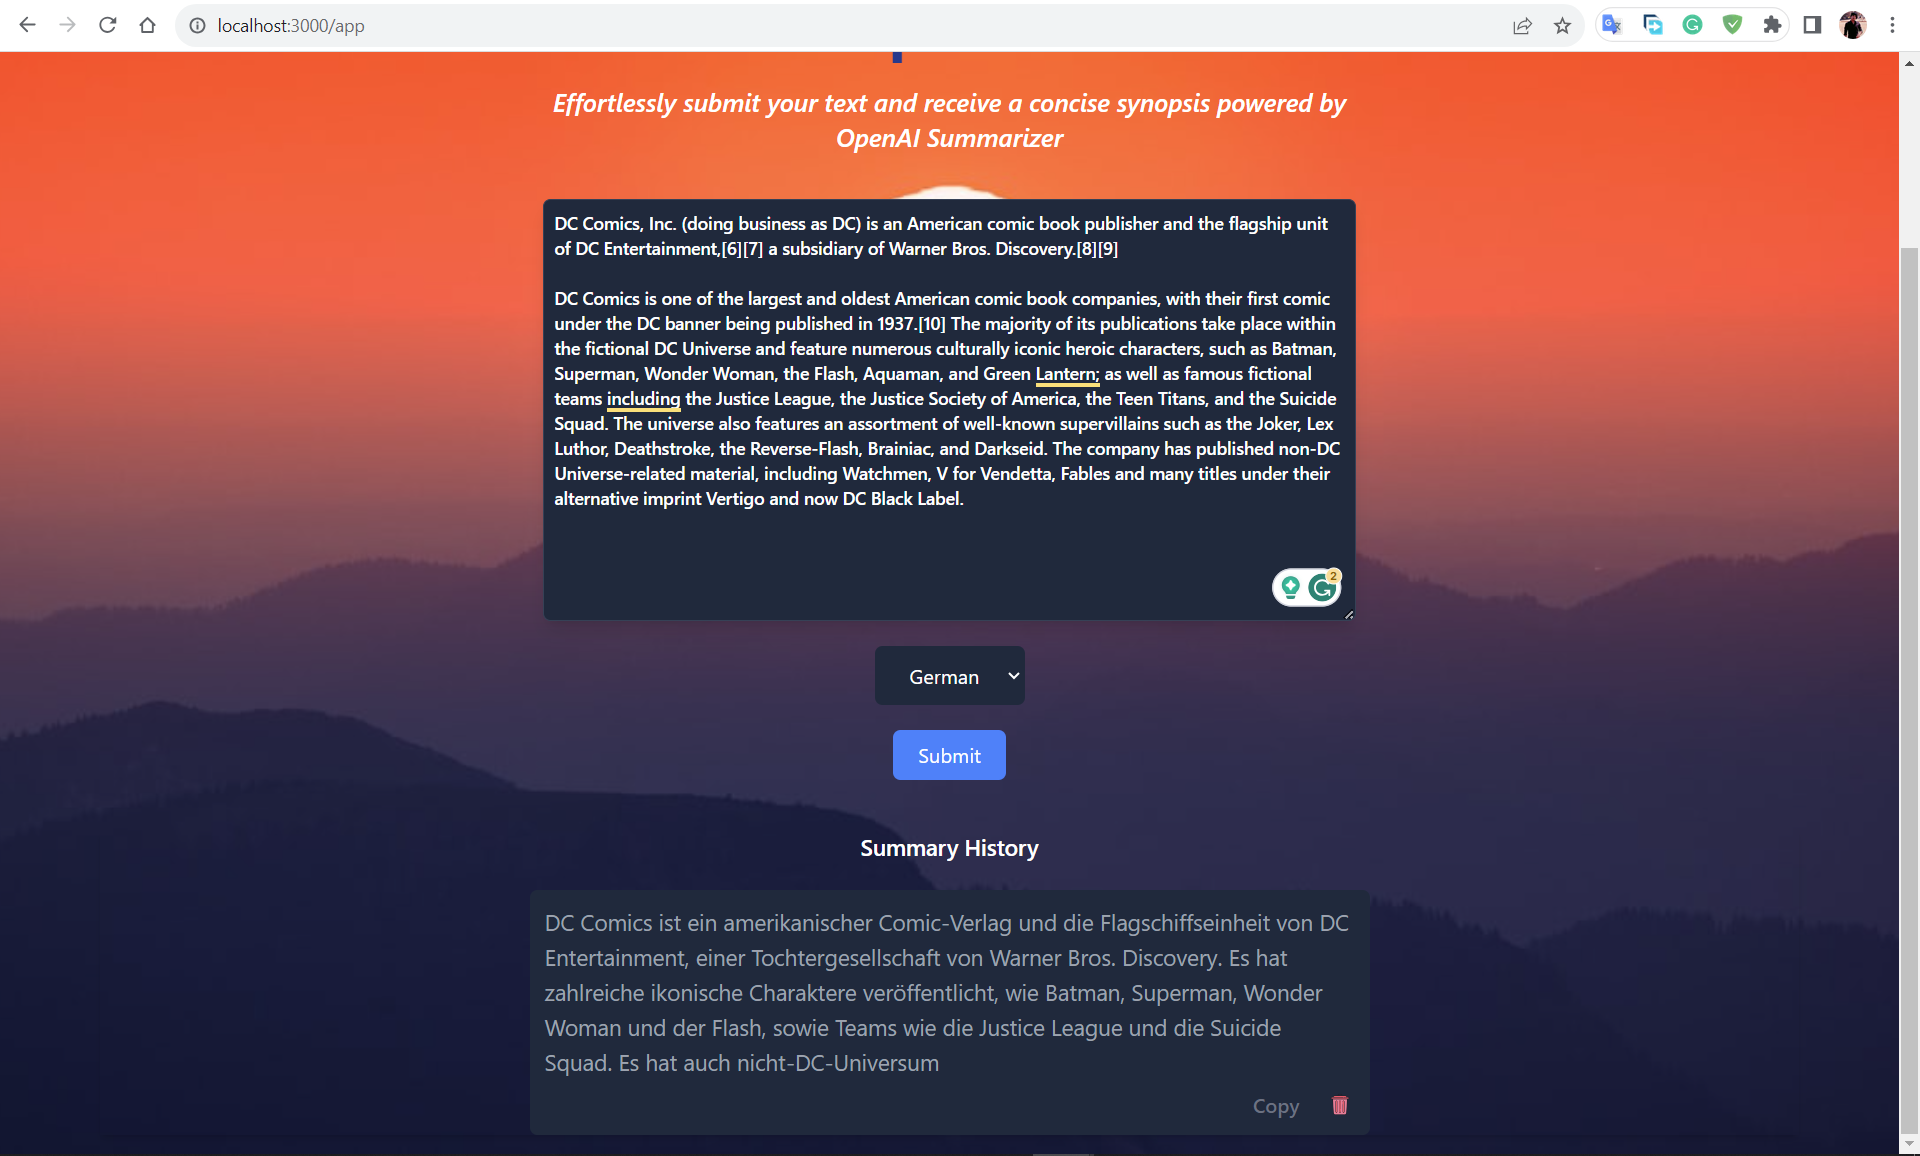 localhost:3000/app
Effortlessly submit your text and receive a concise synopsis powered by
OpenAI Summarizer
DC Comics, Inc. (doing business as DC) is an American comic book publisher and the flagship unit
of DC Entertainment,[6][7] a subsidiary of Warner Bros. Discovery.[8][9]
DC Comics is one of the largest and oldest American comic book companies, with their first comic
under the DC banner being published in 1937.[10] The majority of its publications take place within
the fictional DC Universe and feature numerous culturally iconic heroic characters, such as Batman,
Superman, Wonder Woman, the Flash, Aquaman, and Green Lantern; as well as famous fictional
teams including the Justice League, the Justice Society of America, the Teen Titans, and the Suicide
Squad. The universe also features an assortment of well-known supervillains such as the Joker, Lex
Luthor, Deathstroke, the Reverse-Flash, Brainiac, and Darkseid. The company has published non-DC
Universe-related material, including Watchmen, V for Vendetta, Fables and many titles under their
alternative imprint Vertigo and now DC Black Label.
2
German
Submit
Summary History
DC Comics ist ein amerikanischer Comic-Verlag und die Flagschiffseinheit von DC
Entertainment, einer Tochtergesellschaft von Warner Bros. Discovery. Es hat
zahlreiche ikonische Charaktere veröffentlicht, wie Batman, Superman, Wonder
Woman und der Flash, sowie Teams wie die Justice League und die Suicide
Squad. Es hat auch nicht-DC-Universum
Copy